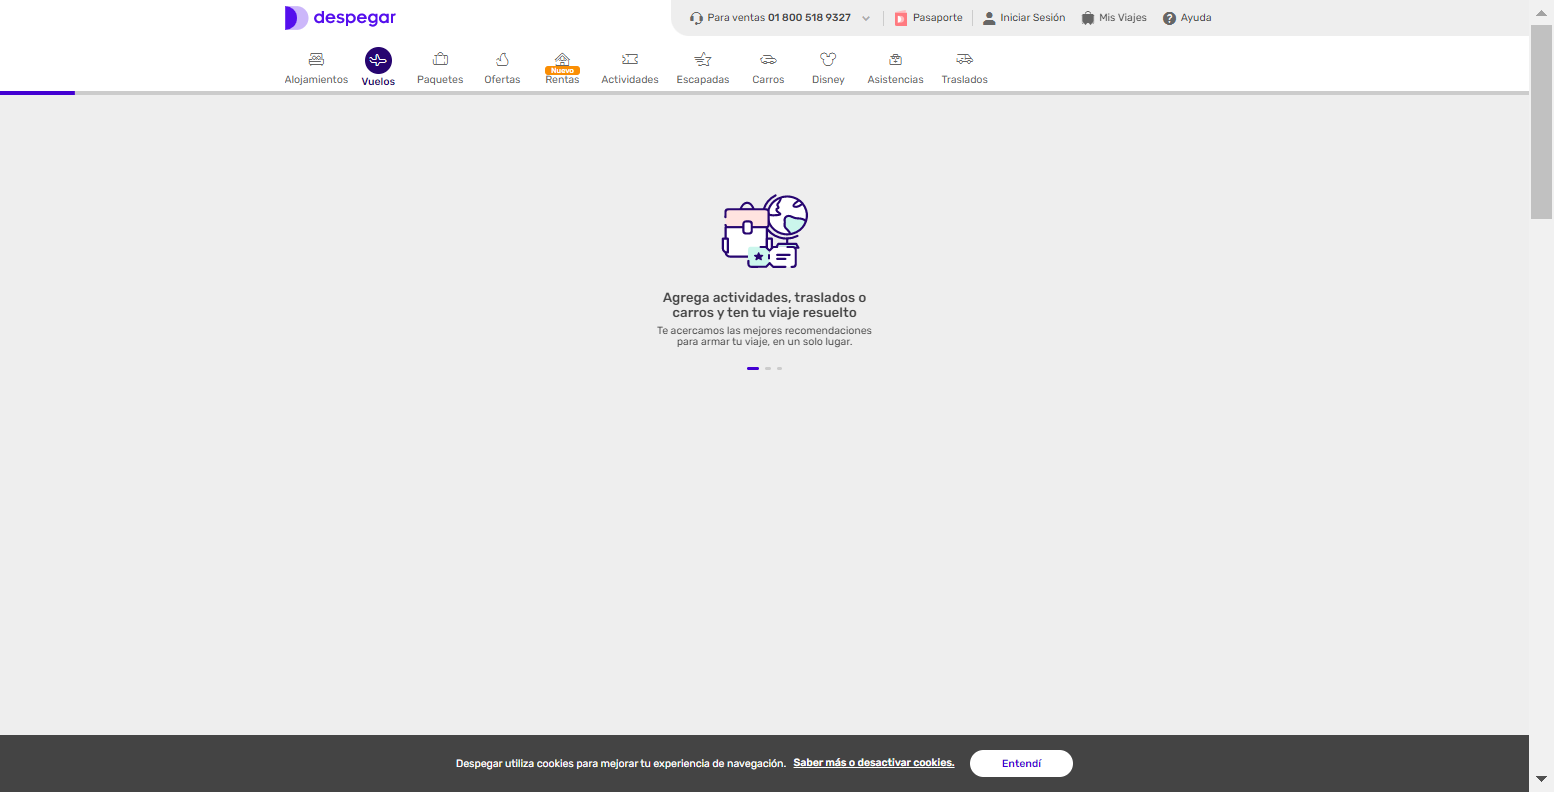 despegar
Para ventas 01 800 518 9327
Pasaporte
Iniciar Sesión
Mis Viajes
Ayuda
Alojamientos
Vuelos
Paquetes
Ofertas
Nuevo
Rentas
Actividades
Escapadas
Carros
Disney
Asistencias
Traslados
Agrega actividades, traslados o
carros y ten tu viaje resuelto
Te acercamos las mejores recomendaciones
para armar tu viaje, en un solo lugar.
Despegar utiliza cookies para mejorar tu experiencia de navegación. Saber más o desactivar cookies.
Entendí